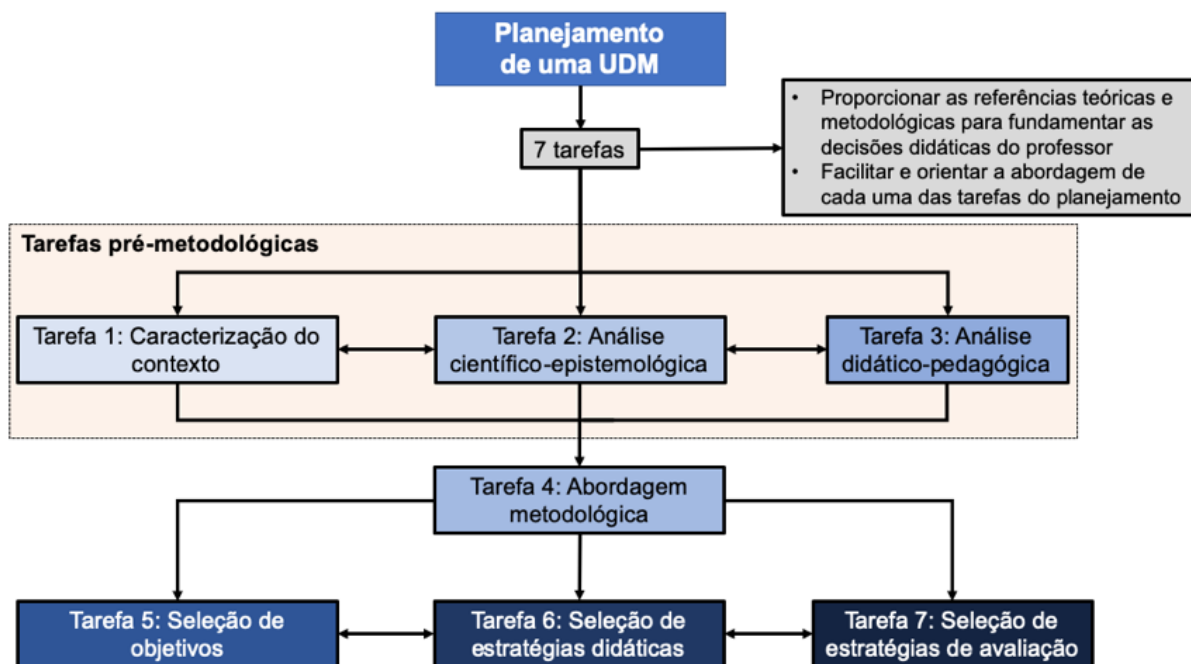 Planejamento
de uma UDM
7 tarefas
• Proporcionar as referências teóricas e
metodológicas para fundamentar as
decisões didáticas do professor
• Facilitar e orientar a abordagem de
cada uma das tarefas do planejamento
Tarefas pré-metodológicas
Tarefa 1: Caracterização do
contexto
Tarefa 2: Análise
científico-epistemológica
Tarefa 3: Análise
didático-pedagógica
Tarefa 4: Abordagem
metodológica
Tarefa 5: Seleção de
objetivos
Tarefa 6: Seleção de
estratégias didáticas
Tarefa 7: Seleção de
estratégias de avaliação